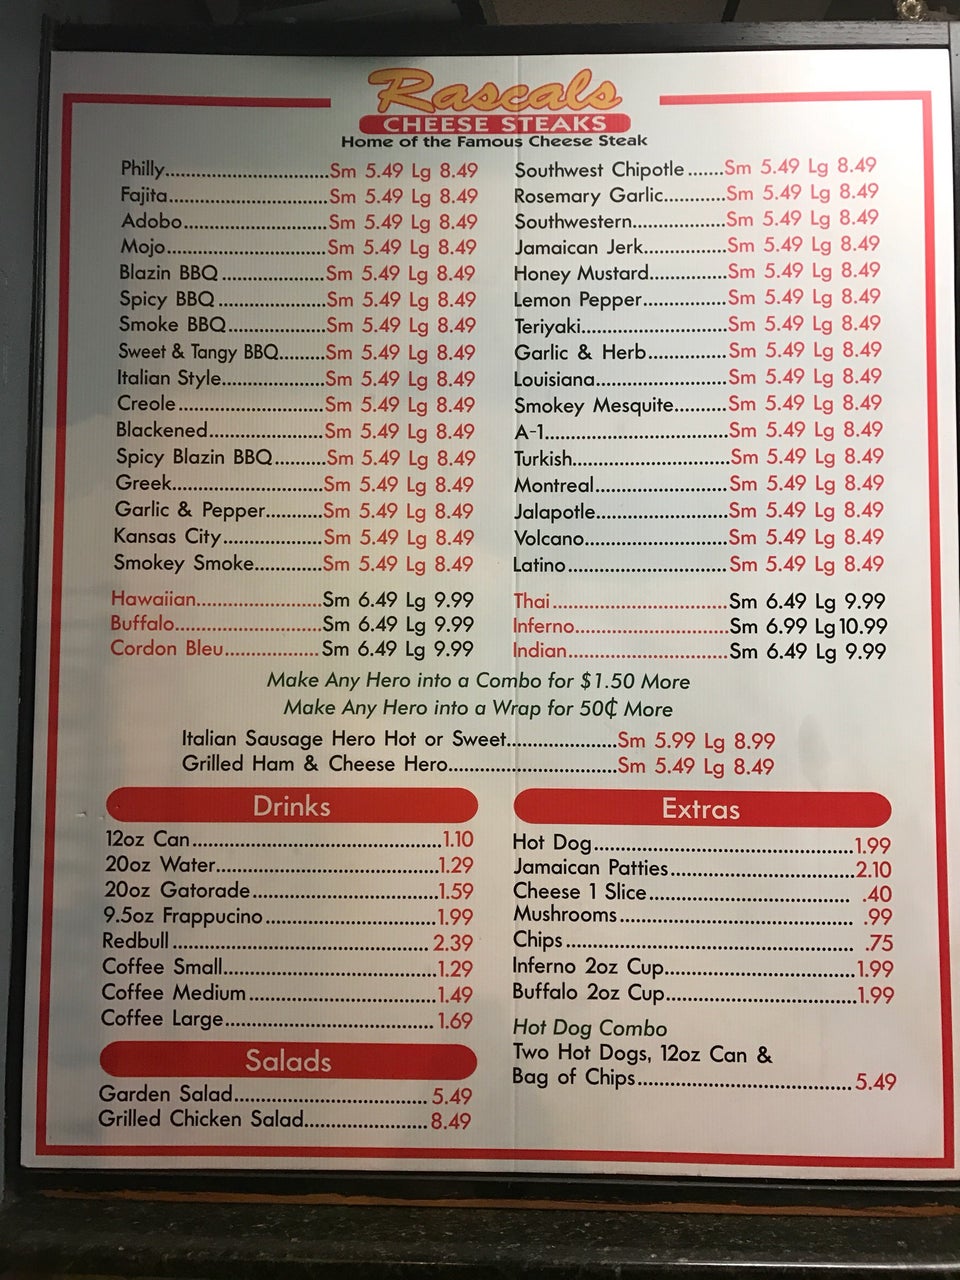 Rascals
CHEESE STEAKS
Home of the Famous Cheese Steak
Philly..............................Sm 5.49 Lg 8.49
Fajita.............................Sm 5.49 Lg 8.49
Adobo..........................Sm 5.49 Lg 8.49
Mojo.............................Sm 5.49 Lg 8.49
Blazin BBQ...................Sm 5.49 Lg 8.49
Spicy BBQ....................Sm 5.49 Lg 8.49
Smoke BBQ..................Sm 5.49 Lg 8.49
Sweet & Tangy BBQ........Sm 5.49 Lg 8.49
Italian Style...................Sm 5.49 Lg 8.49
Creole...........................Sm 5.49 Lg 8.49
Blackened.....................Sm 5.49 Lg 8.49
Spicy Blazin BBQ..........Sm 5.49 Lg 8.49
Greek............................Sm 5.49 Lg 8.49
Garlic & Pepper...........Sm 5.49 Lg 8.49
Kansas City...................Sm 5.49 Lg 8.49
Smokey Smoke.............Sm 5.49 Lg 8.49
Hawaiian.......................Sm 6.49 Lg 9.99
Buffalo...........................Sm 6.49 Lg 9.99
Cordon Bleu..................Sm 6.49 Lg 9.99
Southwest Chipotle.......Sm 5.49 Lg 8.49
Rosemary Garlic............Sm 5.49 Lg 8.49
Southwestern.................Sm 5.49 Lg 8.49
Jamaican Jerk................Sm 5.49 Lg 8.49
Honey Mustard..............Sm 5.49 Lg 8.49
Lemon Pepper................Sm 5.49 Lg 8.49
Teriyaki...........................Sm 5.49 Lg 8.49
Garlic & Herb...............Sm 5.49 Lg 8.49
Louisiana........................Sm 5.49 Lg 8.49
Smokey Mesquite..........Sm 5.49 Lg 8.49
A-1.................................Sm 5.49 Lg 8.49
Turkish............................Sm 5.49 Lg 8.49
Montreal.........................Sm 5.49 Lg 8.49
Jalapotle.........................Sm 5.49 Lg 8.49
Volcano..........................Sm 5.49 Lg 8.49
Latino.............................Sm 5.49 Lg 8.49
Thai................................Sm 6.49 Lg 9.99
Inferno............................Sm 6.99 Lg 10.99
Indian.............................Sm 6.49 Lg 9.99
Make Any Hero into a Combo for $1.50 More
Make Any Hero into a Wrap for 50¢ More
Italian Sausage Hero Hot or Sweet....................Sm 5.99 Lg 8.99
Grilled Ham & Cheese Hero...............................Sm 5.49 Lg 8.49
Drinks
12oz Can.............................................1.10
20oz Water........................................1.29
20oz Gatorade..................................1.59
9.5oz Frappucino...............................1.99
Redbull...............................................2.39
Coffee Small......................................1.29
Coffee Medium.................................1.49
Coffee Large.....................................1.69
Salads
Garden Salad...................................5.49
Grilled Chicken Salad.......................8.49
Extras
Hot Dog..............................................1.99
Jamaican Patties.................................2.10
Cheese 1 Slice.................................... .40
Mushrooms......................................... .99
Chips.................................................. .75
Inferno 2oz Cup..................................1.99
Buffalo 2oz Cup..................................1.99
Hot Dog Combo
Two Hot Dogs, 12oz Can &
Bag of Chips.......................................5.49